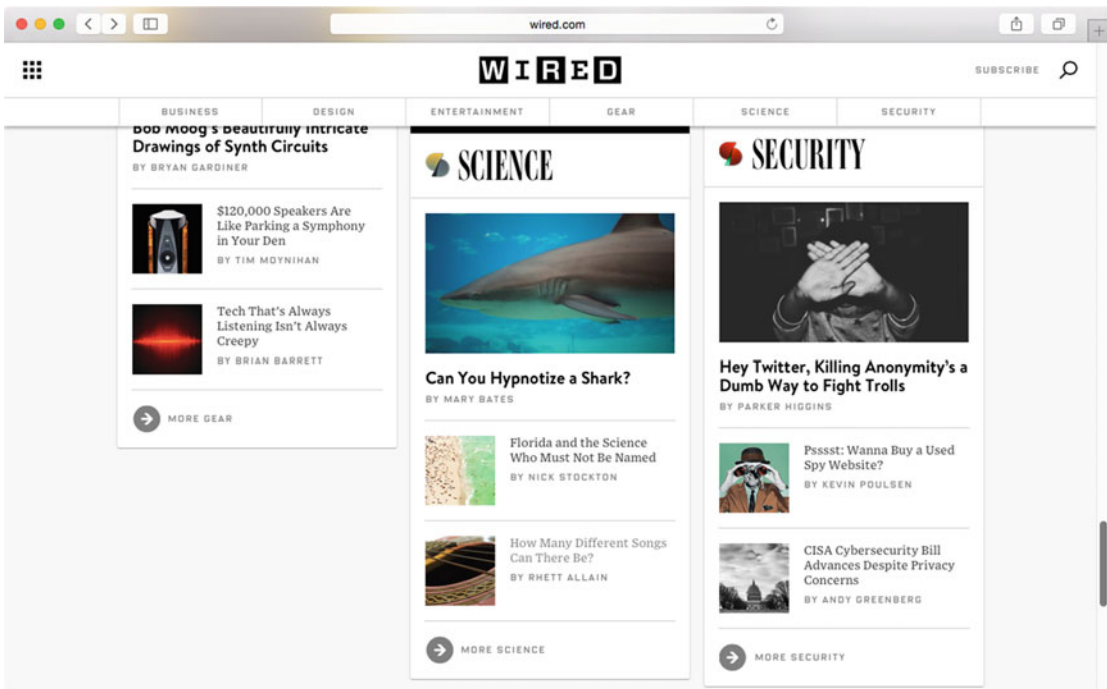 wired.com
WIRED
SUBSCRIBE
BUSINESS
DESIGN
ENTERTAINMENT
GEAR
SCIENCE
SECURITY
Bob Moog's Beautifully Intricate
Drawings of Synth Circuits
BY BRYAN GARDINER
$120,000 Speakers Are
Like Parking a Symphony
in Your Den
BY TIM MOYNIHAN
Tech That's Always
Listening Isn't Always
Creepy
BY BRIAN BARRETT
MORE GEAR
SCIENCE
Can You Hypnotize a Shark?
BY MARY BATES
Florida and the Science
Who Must Not Be Named
BY NICK STOCKTON
How Many Different Songs
Can There Be?
BY RHETT ALLAIN
MORE SCIENCE
SECURITY
Hey Twitter, Killing Anonymity's a
Dumb Way to Fight Trolls
BY PARKER HIGGINS
Psssst: Wanna Buy a Used
Spy Website?
BY KEVIN POULSEN
CISA Cybersecurity Bill
Advances Despite Privacy
Concerns
BY ANDY GREENBERG
MORE SECURITY